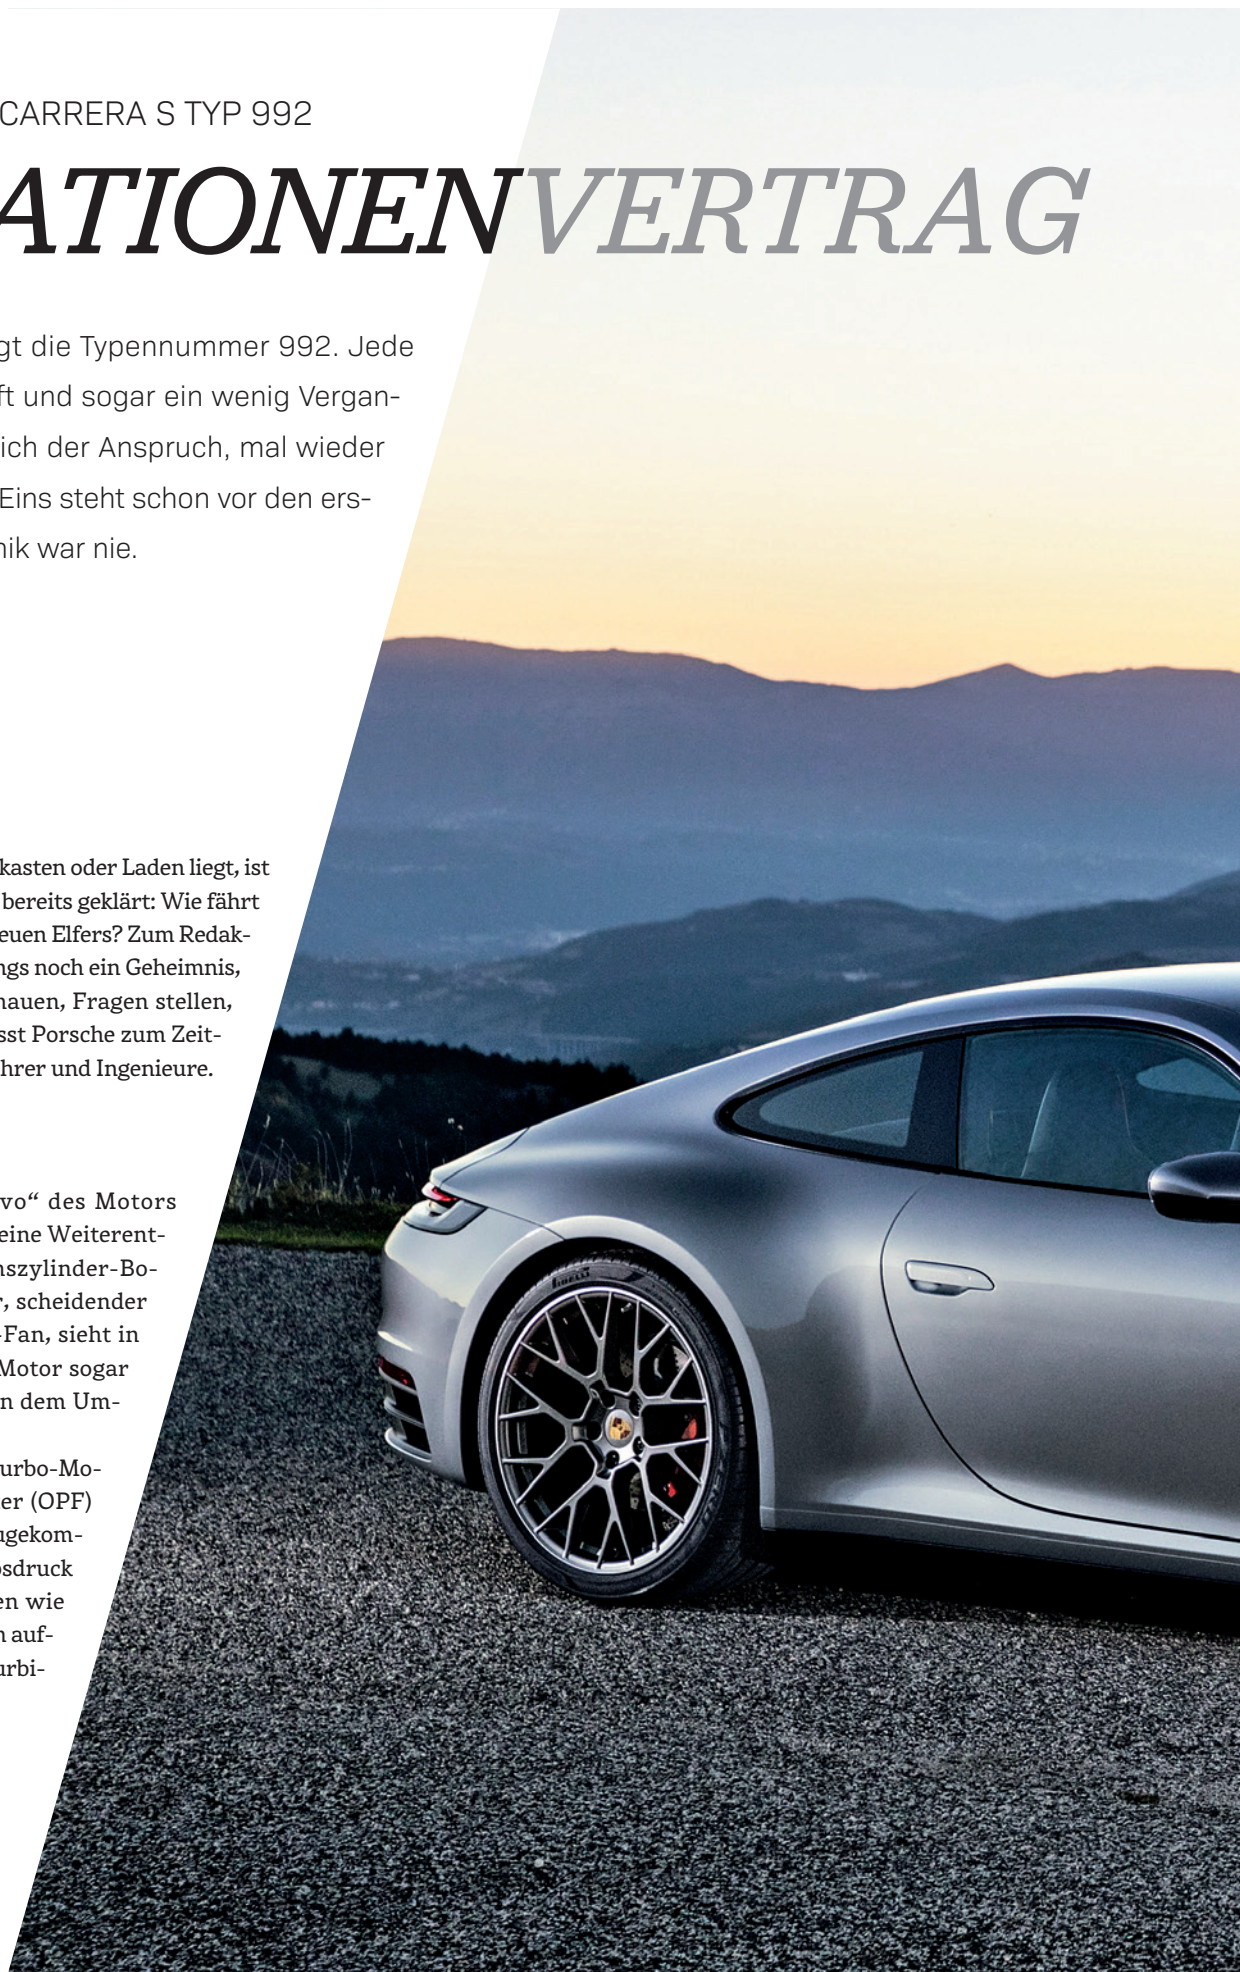 CARRERA S TYP 992
ATIONENVERTRAG
gt die Typennummer 992. Jede
ft und sogar ein wenig Vergan-
ich der Anspruch, mal wieder
Eins steht schon vor den ers-
nik war nie.
kasten oder Laden liegt, ist
bereits geklärt: Wie fährt
euen Elfers? Zum Redak-
ngs noch ein Geheimnis,
hauen, Fragen stellen,
sst Porsche zum Zeit-
hrer und Ingenieure.
vo“ des Motors
eine Weiterent-
hszylinder-Bo-
r, scheidender
-Fan, sieht in
Motor sogar
n dem Um-
urbo-Mo-
er (OPF)
ugekom-
osdruck
en wie
n auf-
urbi-